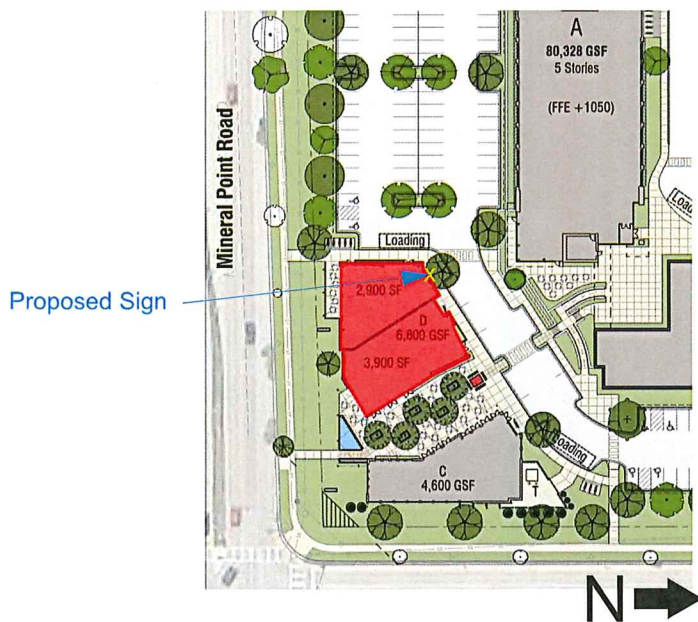 A
80,328 GSF
5 Stories
(FFE +1050)
Mineral Point Road
Loading
Proposed Sign
2,900 SF
D
6,800 GSF
3,900 SF
Loading
C
4,600 GSF
N